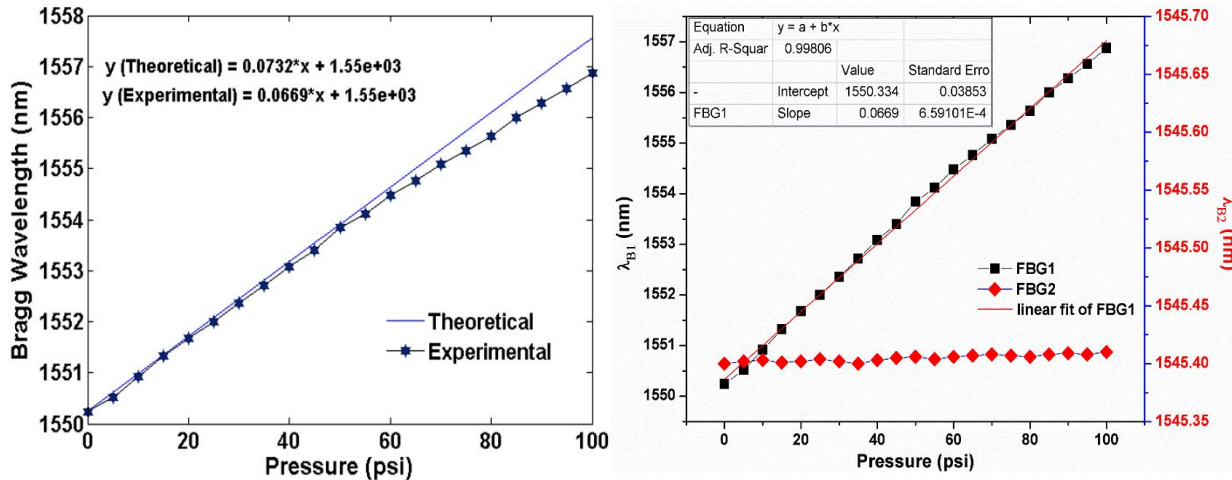 1558
1557
1556
1555
1554
1553
1552
1551
1550
Bragg Wavelength (nm)
y (Theoretical) = 0.0732*x + 1.55e+03
y (Experimental) = 0.0669*x + 1.55e+03
Theoretical
Experimental
0 20 40 60 80 100
Pressure (psi)
Equation y = a + b*x
Adj. R-Squar 0.99806
Value Standard Erro
- Intercept 1550.334 0.03853
FBG1 Slope 0.0669 6.59101E-4
1557
1556
1555
1554
1553
1552
1551
1550
λB1 (nm)
FBG1
FBG2
linear fit of FBG1
1545.70
1545.65
1545.60
1545.55
1545.50
1545.45
1545.40
1545.35
λB2 (nm)
0 20 40 60 80 100
Pressure (psi)